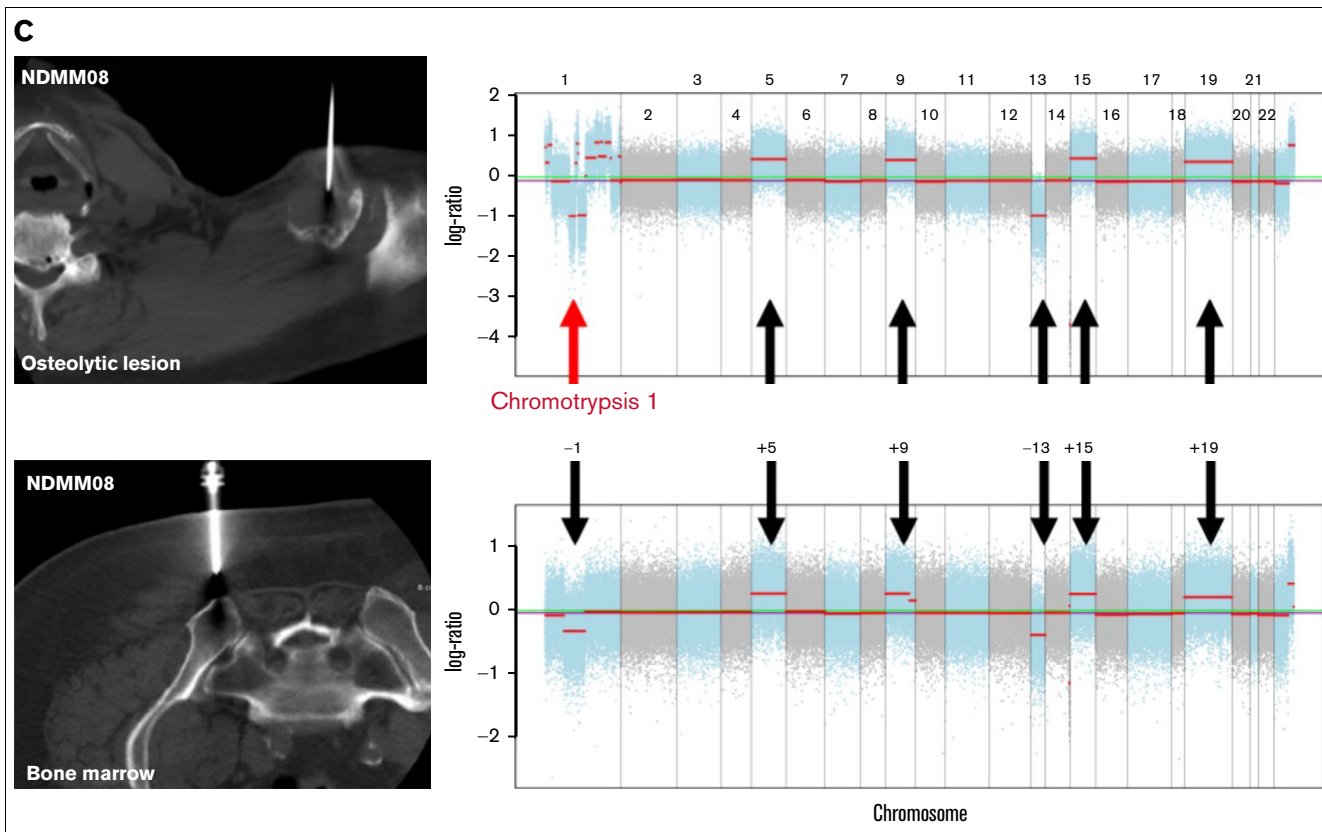 C
NDMM08
Osteolytic lesion
1 3 5 7 9 11 13 15 17 19 21
2 4 6 8 10 12 14 16 18 20 22
log-ratio
2
1
0
−1
−2
−3
−4
Chromotrypsis 1
NDMM08
Bone marrow
−1 +5 +9 −13 +15 +19
log-ratio
1
0
−1
−2
Chromosome